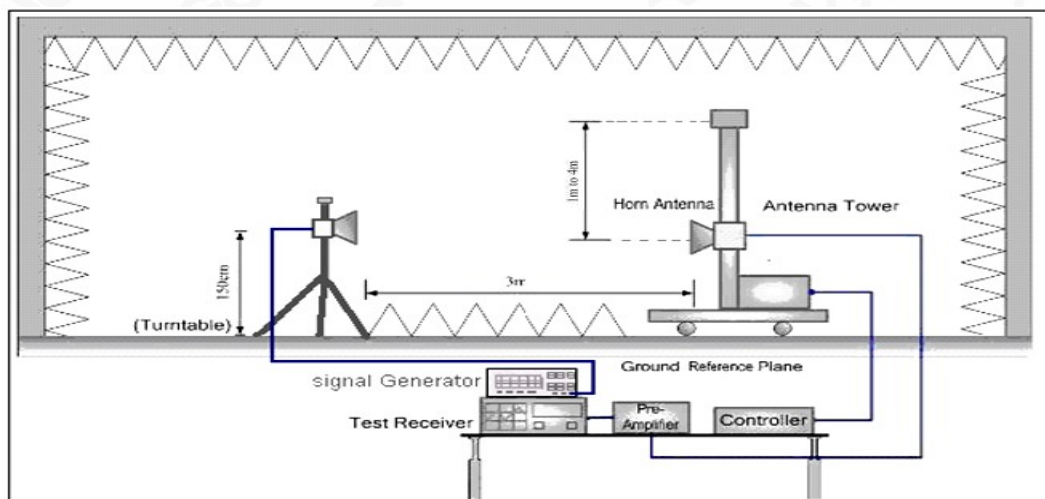 1m to 4m
Horn Antenna
Antenna Tower
150cm
3m
(Turntable)
Ground Reference Plane
signal Generator
Test Receiver
Pre-
Amplifier
Controller